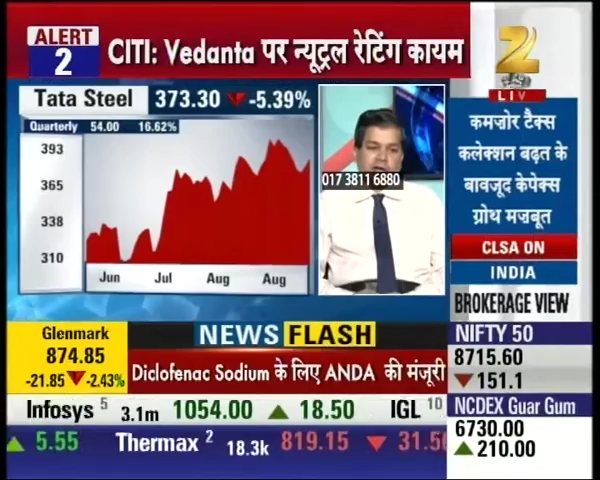 ALERT
2
CITI: Vedanta पर न्यूट्रल रेटिंग कायम
LIV
Tata Steel 373.30 -5.39%
Quarterly 54.00 16.62%
393
365
338
310
Jun Jul Aug Aug
017 3811 6880
कमज़ोर टैक्स
कलेक्शन बढ़त के
बावजूद केपेक्स
ग्रोथ मजबूत
CLSA ON
INDIA
BROKERAGE VIEW
Glenmark
874.85
-21.85 -2.43%
NEWS FLASH
Diclofenac Sodium के लिए ANDA की मंजूरी
NIFTY 50
8715.60
151.1
Infosys 5 3.1m 1054.00 18.50 IGL 10
5.55 Thermax 2 18.3k 819.15 31.50
NCDEX Guar Gum
6730.00
210.00